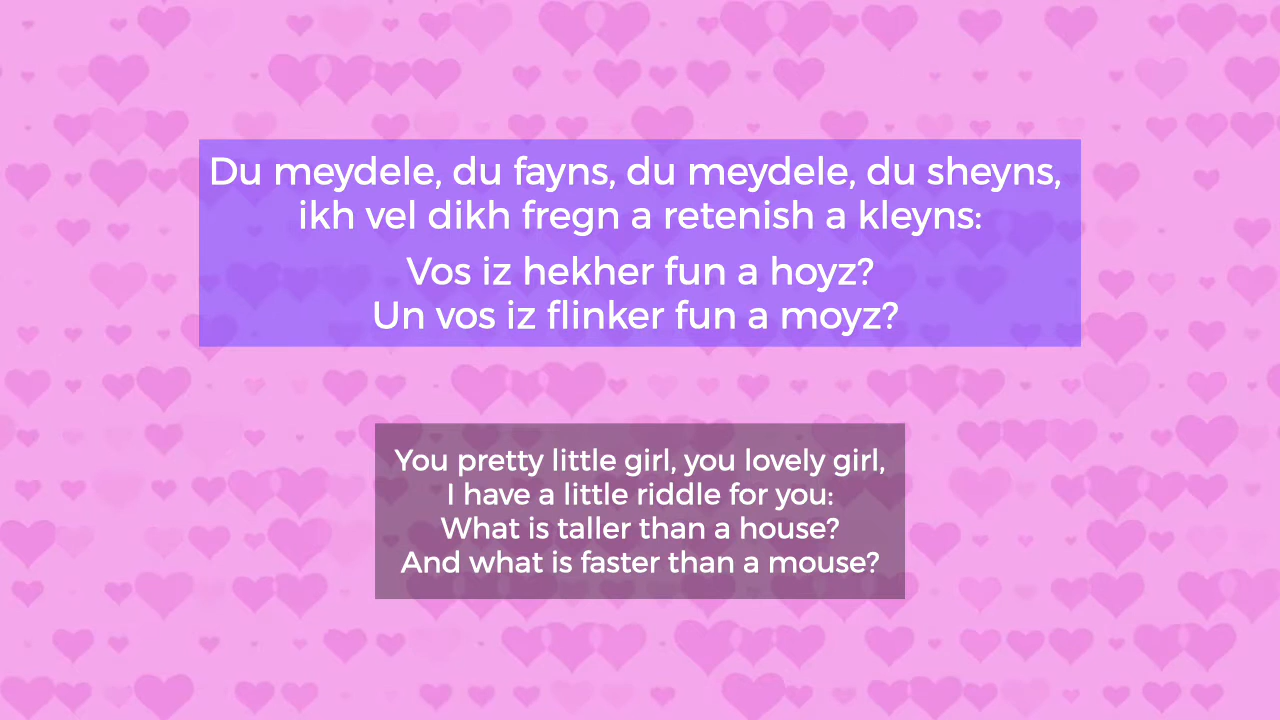 Du meydele, du fayns, du meydele, du sheyns,
ikh vel dikh fregn a retenish a kleyns:
Vos iz hekher fun a hoyz?
Un vos iz flinker fun a moyz?
You pretty little girl, you lovely girl,
I have a little riddle for you:
What is taller than a house?
And what is faster than a mouse?